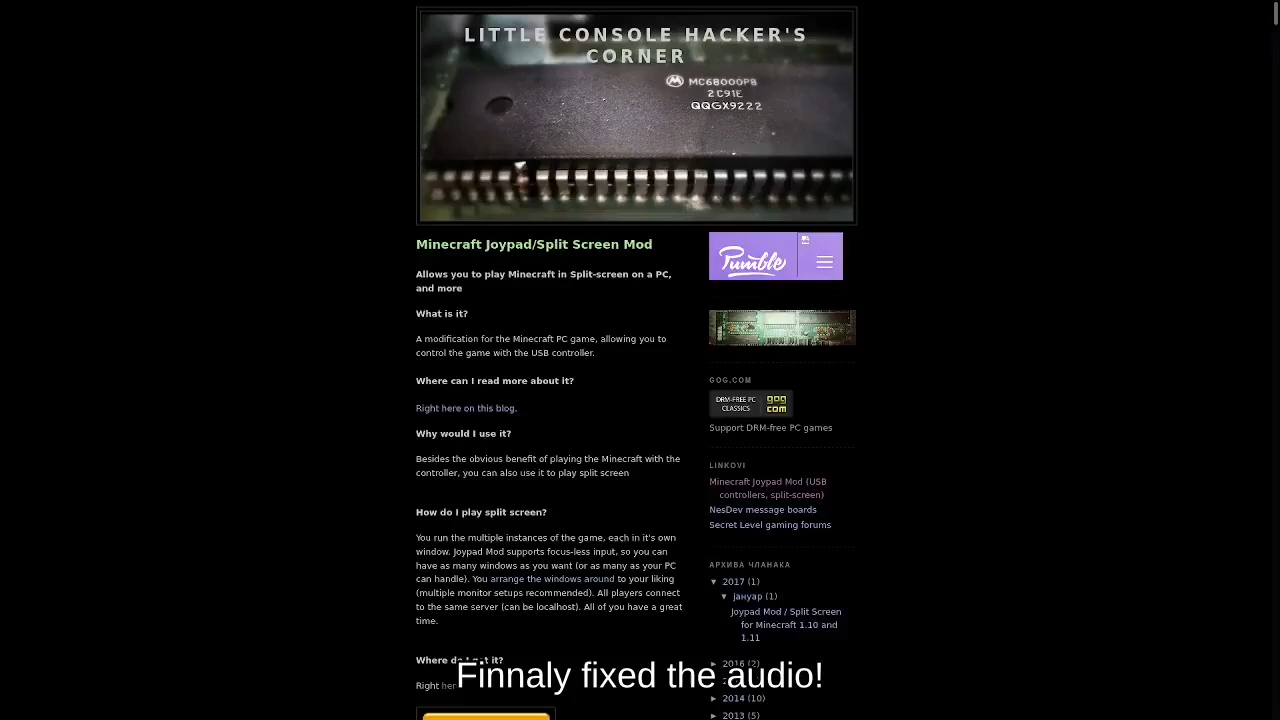 LITTLE CONSOLE HACKER'S
CORNER
MC68000P8
2C91E
QQGX9222
Minecraft Joypad/Split Screen Mod
Allows you to play Minecraft in Split-screen on a PC,
and more
What is it?
A modification for the Minecraft PC game, allowing you to
control the game with the USB controller.
Where can I read more about it?
Right here on this blog.
Why would I use it?
Besides the obvious benefit of playing the Minecraft with the
controller, you can also use it to play split screen
How do I play split screen?
You run the multiple instances of the game, each in it's own
window. Joypad Mod supports focus-less input, so you can
have as many windows as you want (or as many as your PC
can handle). You arrange the windows around to your liking
(multiple monitor setups recommended). All players connect
to the same server (can be localhost). All of you have a great
time.
Where do I get it?
Right her
Pumble
GOG.COM
DRM-FREE PC
CLASSICS
gog
com
Support DRM-free PC games
LINKOVI
Minecraft Joypad Mod (USB
controllers, split-screen)
NesDev message boards
Secret Level gaming forums
АРХИВА ЧЛАНАКА
▼ 2017 (1)
▼ јануар (1)
Joypad Mod / Split Screen
for Minecraft 1.10 and
1.11
► 2016 (2)
► 2014 (10)
► 2013 (5)
Finnaly fixed the audio!